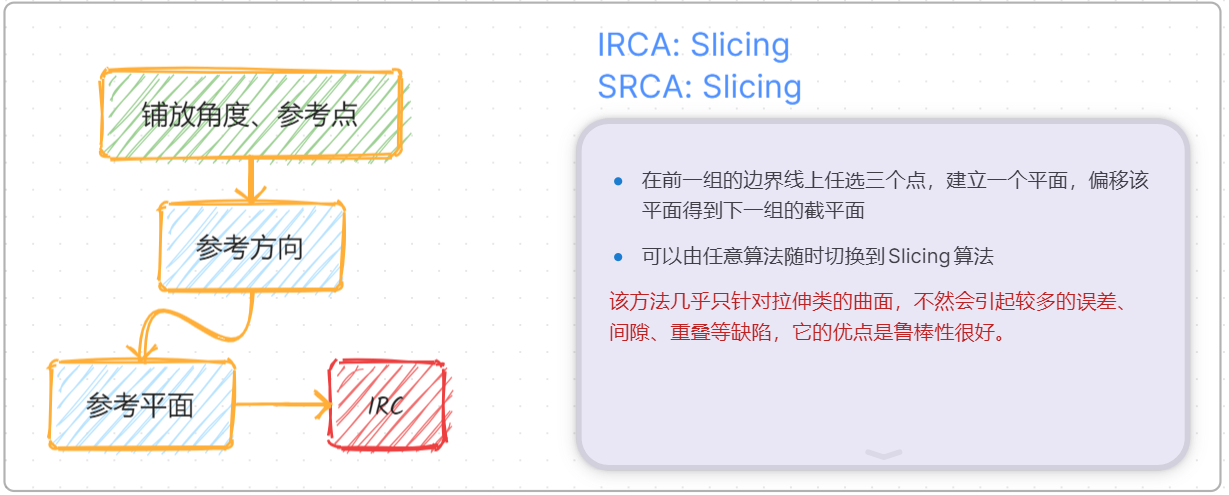 IRCA: Slicing
SRCA: Slicing
铺放角度、参考点
参考方向
参考平面
IRC
在前一组的边界线上任选三个点，建立一个平面，偏移该
平面得到下一组的截平面
可以由任意算法随时切换到Slicing算法
该方法几乎只针对拉伸类的曲面，不然会引起较多的误差、
间隙、重叠等缺陷，它的优点是鲁棒性很好。